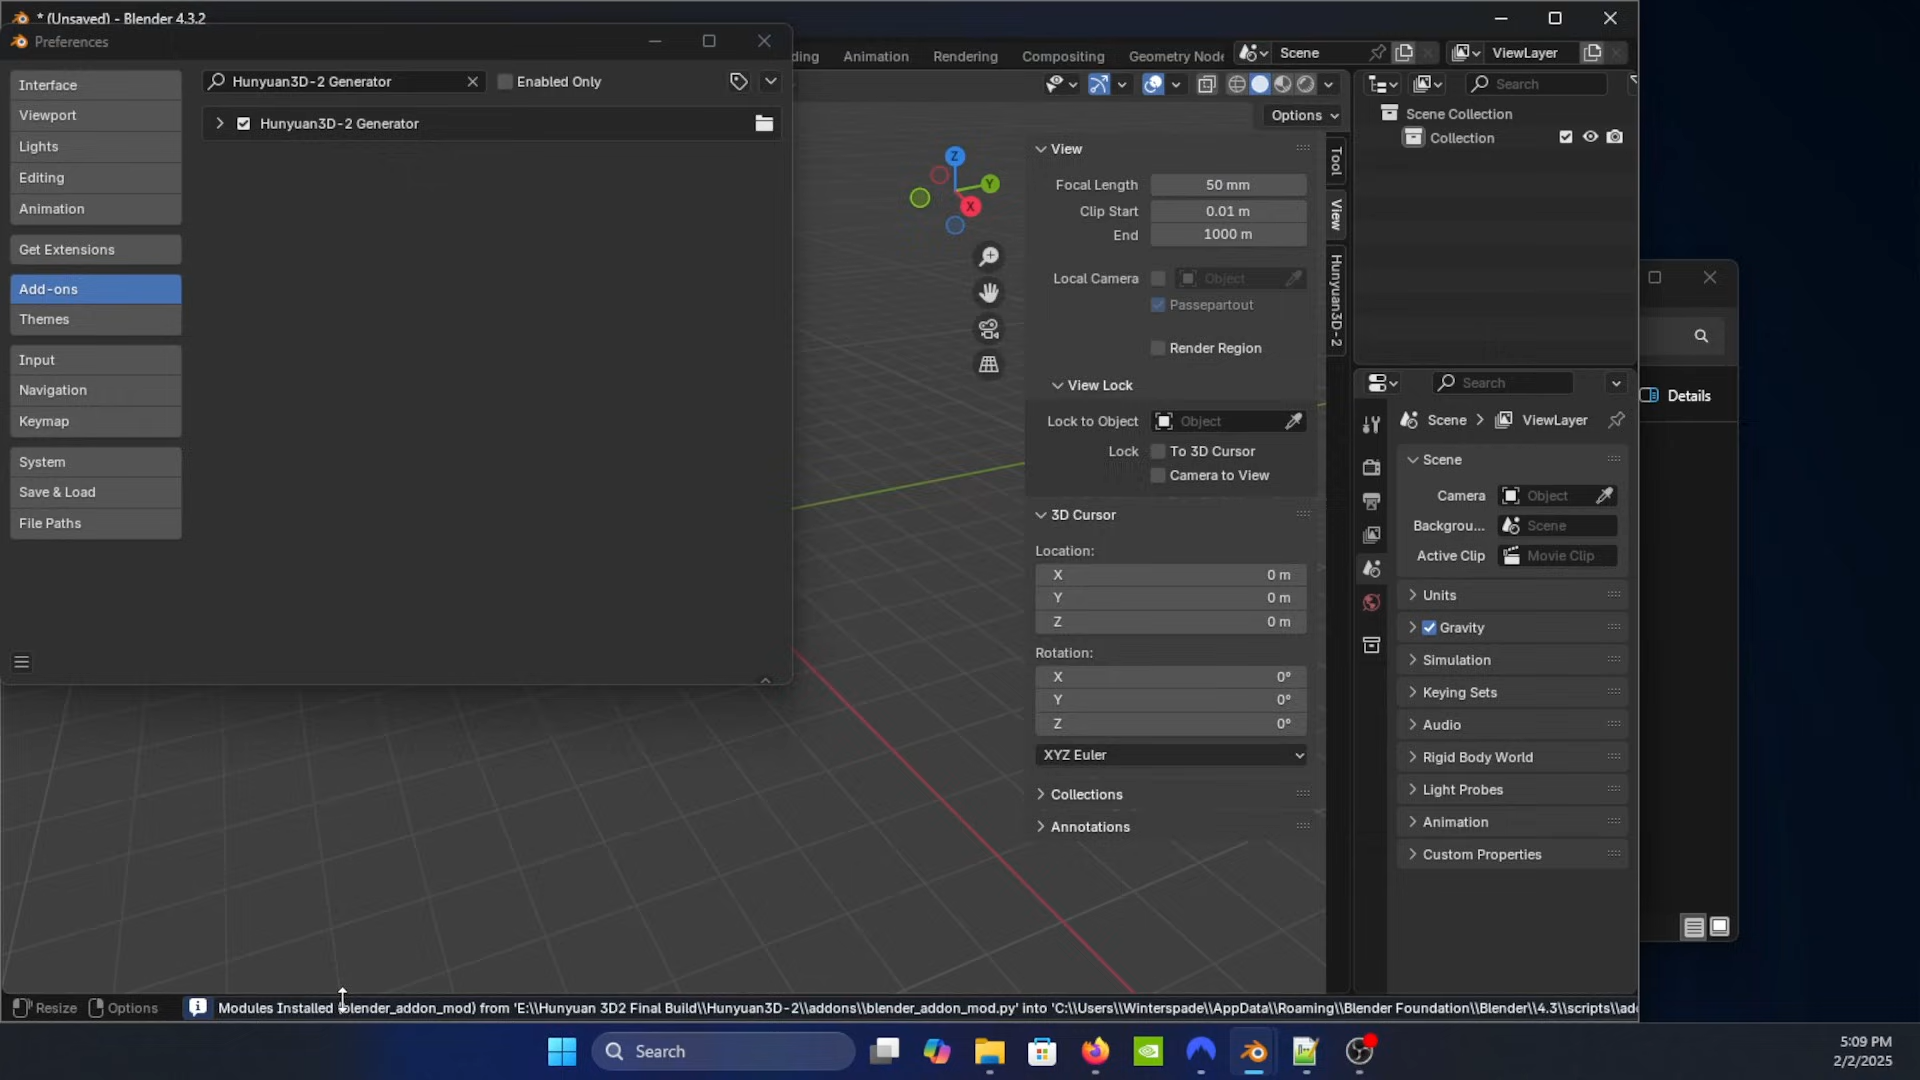 * (Unsaved) - Blender 4.3.2
Preferences
Interface
Viewport
Lights
Editing
Animation
Get Extensions
Add-ons
Themes
Input
Navigation
Keymap
System
Save & Load
File Paths
Hunyuan3D-2 Generator
Enabled Only
Hunyuan3D-2 Generator
ding
Animation
Rendering
Compositing
Geometry Node
Scene
ViewLayer
Options
Z
Y
X
View
Focal Length
50 mm
Clip Start
0.01 m
End
1000 m
Local Camera
Object
Passepartout
Render Region
View Lock
Lock to Object
Object
Lock
To 3D Cursor
Camera to View
3D Cursor
Location:
X 0 m
Y 0 m
Z 0 m
Rotation:
X 0°
Y 0°
Z 0°
XYZ Euler
Collections
Annotations
Tool
View
Hunyuan3D-2
Search
Scene Collection
Collection
Search
Scene
ViewLayer
Scene
Camera
Object
Backgrou...
Scene
Active Clip
Movie Clip
Units
Gravity
Simulation
Keying Sets
Audio
Rigid Body World
Light Probes
Animation
Custom Properties
Details
Resize
Options
Modules Installed (blender_addon_mod) from 'E:\\Hunyuan 3D2 Final Build\\Hunyuan3D-2\\addons\\blender_addon_mod.py' into 'C:\\Users\\Winterspade\\AppData\\Roaming\\Blender Foundation\\Blender\\4.3\\scripts\\add
Search
5:09 PM
2/2/2025